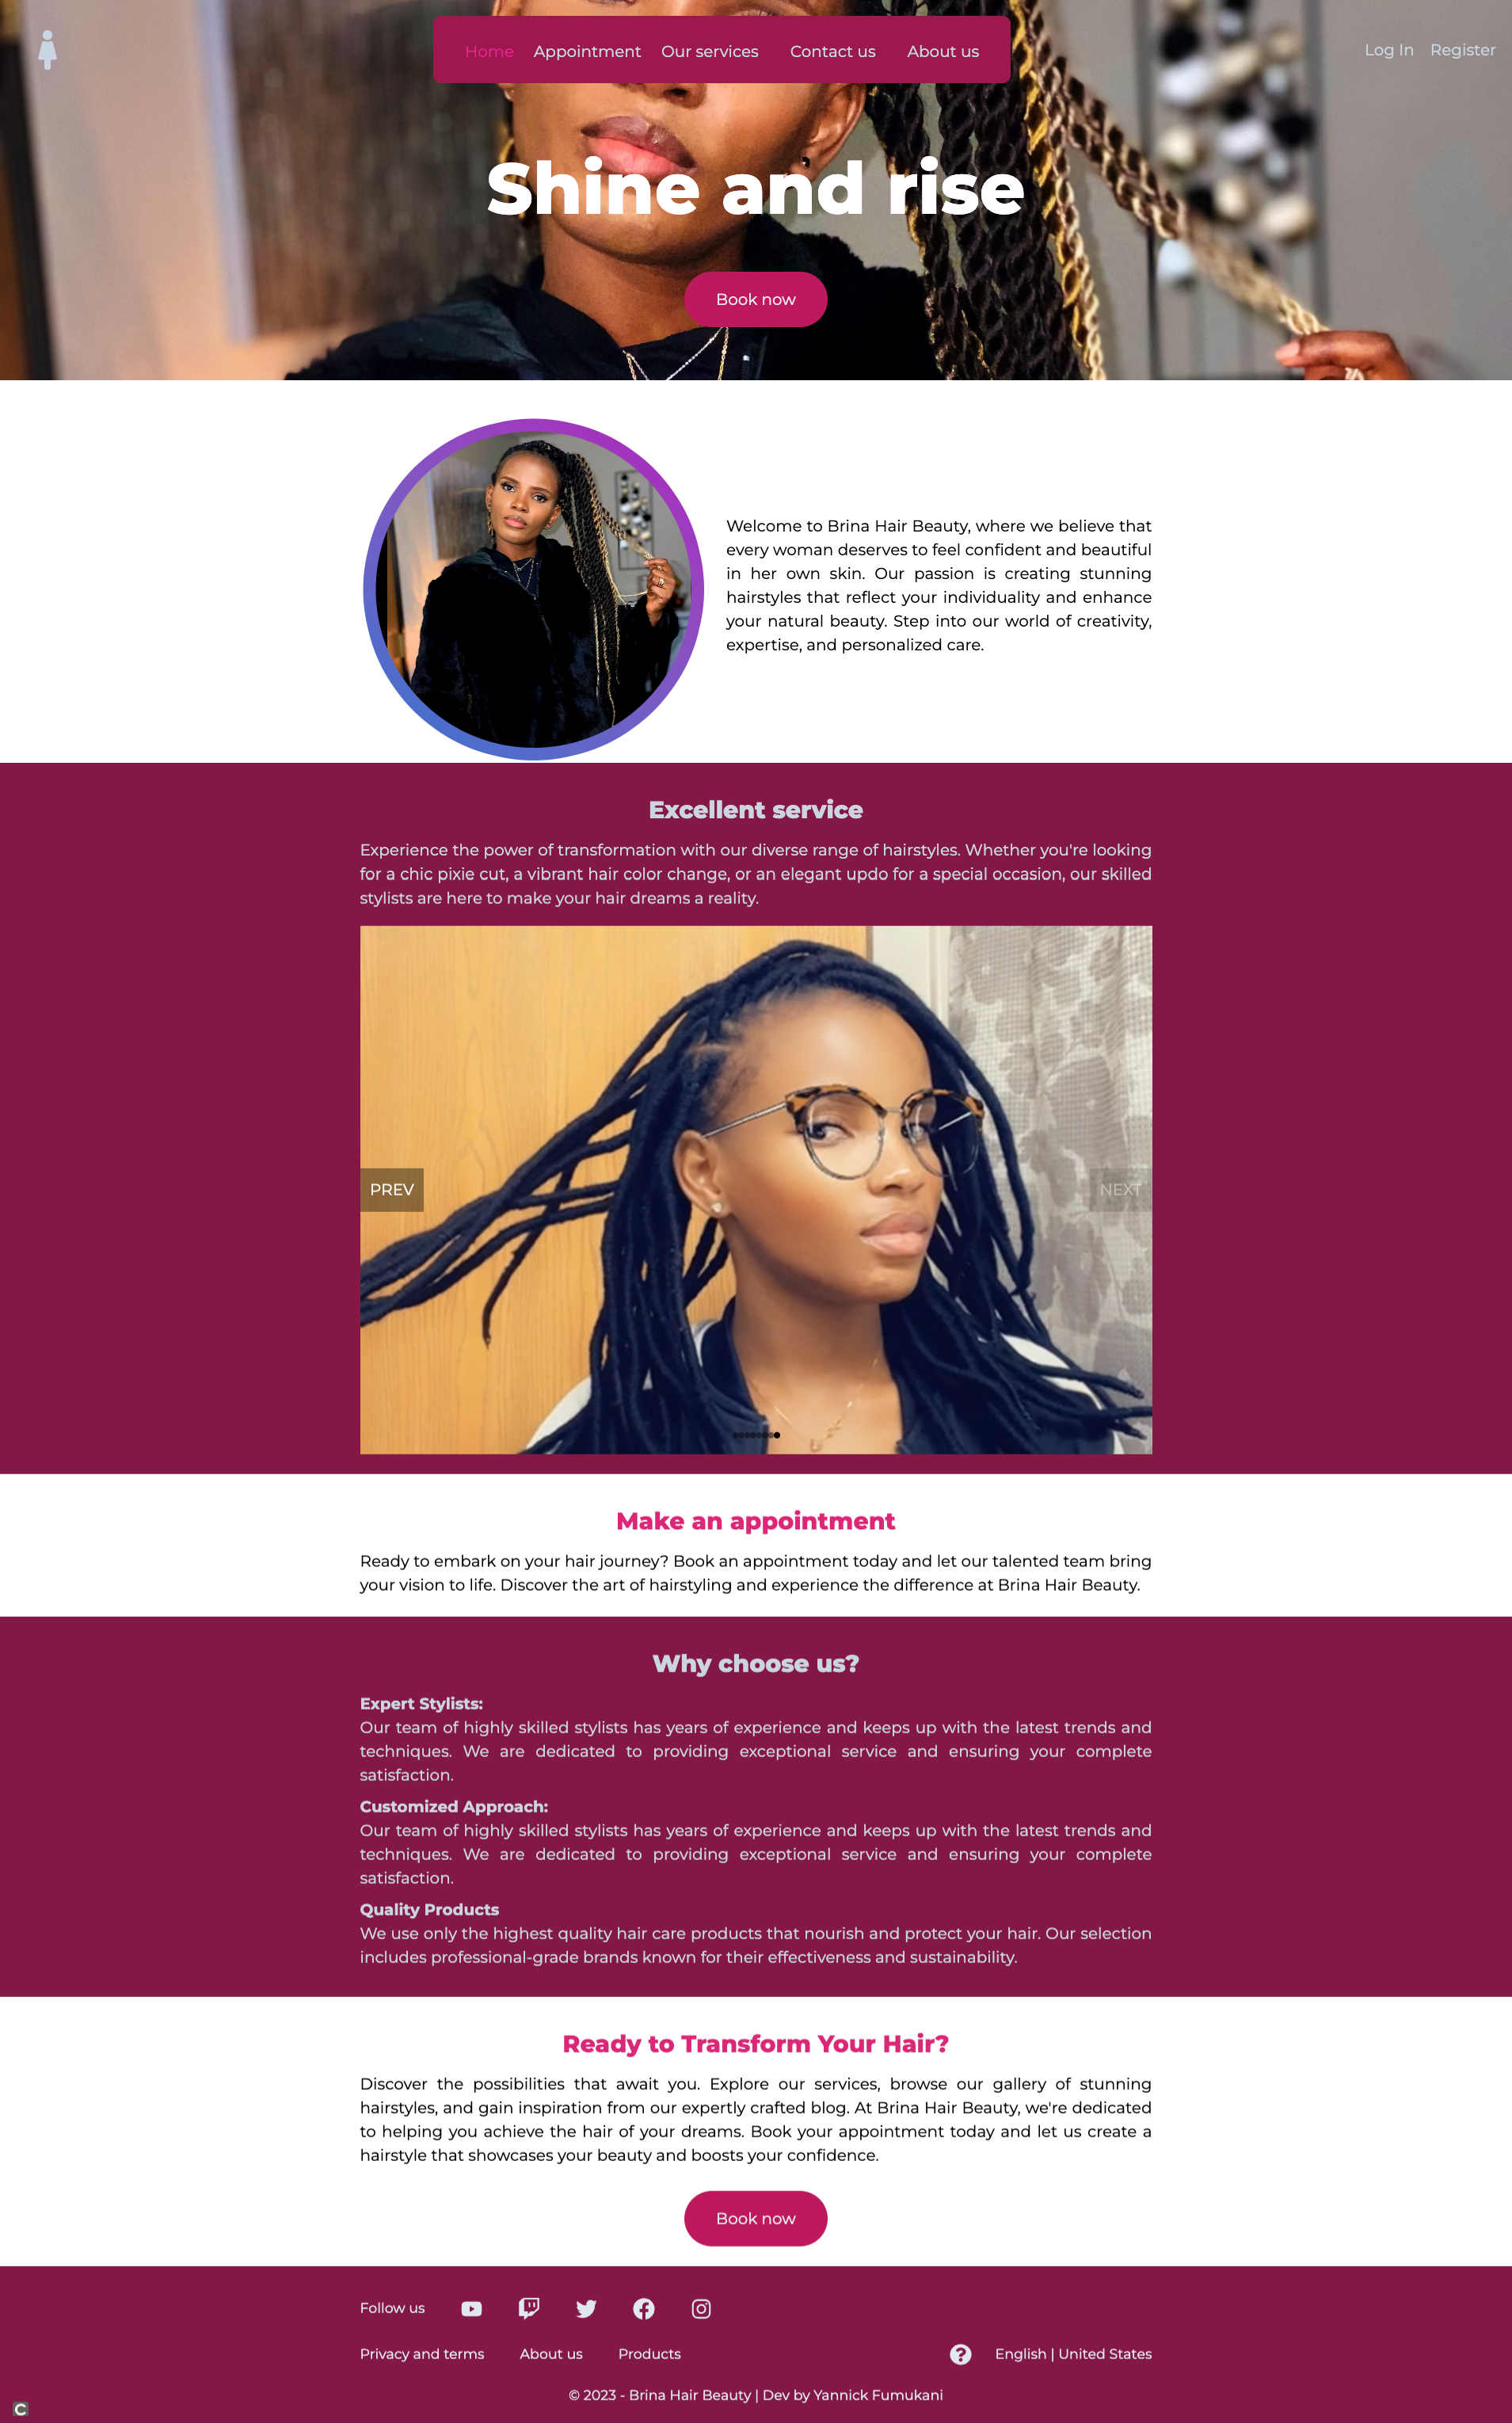 Home Appointment Our services Contact us About us
Log In Register
Shine and rise
Book now
Welcome to Brina Hair Beauty, where we believe that
every woman deserves to feel confident and beautiful
in her own skin. Our passion is creating stunning
hairstyles that reflect your individuality and enhance
your natural beauty. Step into our world of creativity,
expertise, and personalized care.
Excellent service
Experience the power of transformation with our diverse range of hairstyles. Whether you're looking
for a chic pixie cut, a vibrant hair color change, or an elegant updo for a special occasion, our skilled
stylists are here to make your hair dreams a reality.
PREV
NEXT
Make an appointment
Ready to embark on your hair journey? Book an appointment today and let our talented team bring
your vision to life. Discover the art of hairstyling and experience the difference at Brina Hair Beauty.
Why choose us?
Expert Stylists:
Our team of highly skilled stylists has years of experience and keeps up with the latest trends and
techniques. We are dedicated to providing exceptional service and ensuring your complete
satisfaction.
Customized Approach:
Our team of highly skilled stylists has years of experience and keeps up with the latest trends and
techniques. We are dedicated to providing exceptional service and ensuring your complete
satisfaction.
Quality Products
We use only the highest quality hair care products that nourish and protect your hair. Our selection
includes professional-grade brands known for their effectiveness and sustainability.
Ready to Transform Your Hair?
Discover the possibilities that await you. Explore our services, browse our gallery of stunning
hairstyles, and gain inspiration from our expertly crafted blog. At Brina Hair Beauty, we're dedicated
to helping you achieve the hair of your dreams. Book your appointment today and let us create a
hairstyle that showcases your beauty and boosts your confidence.
Book now
Follow us
Privacy and terms About us Products
? English | United States
© 2023 - Brina Hair Beauty | Dev by Yannick Fumukani
C